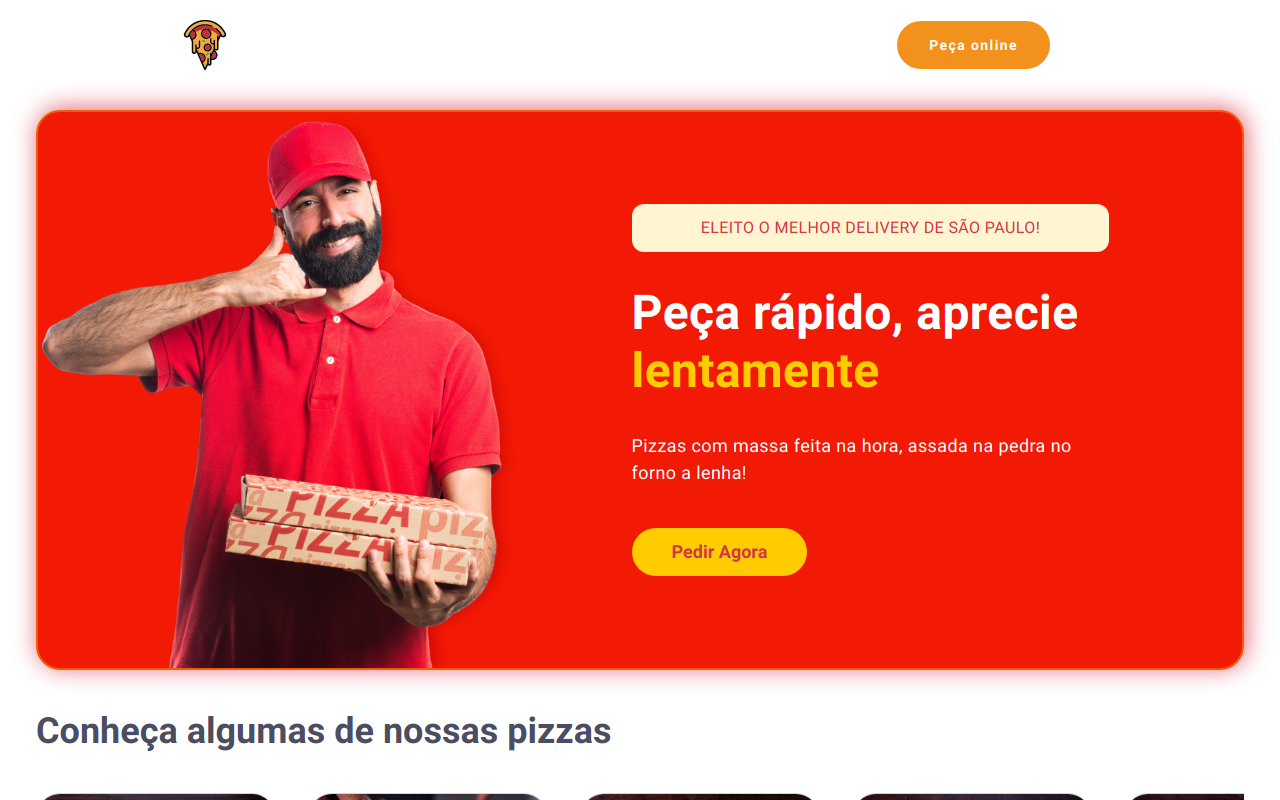 Peça online
ELEITO O MELHOR DELIVERY DE SÃO PAULO!
Peça rápido, aprecie
lentamente
Pizzas com massa feita na hora, assada na pedra no
forno a lenha!
PIZZA piz
PIZZA
piz
Pedir Agora
Conheça algumas de nossas pizzas